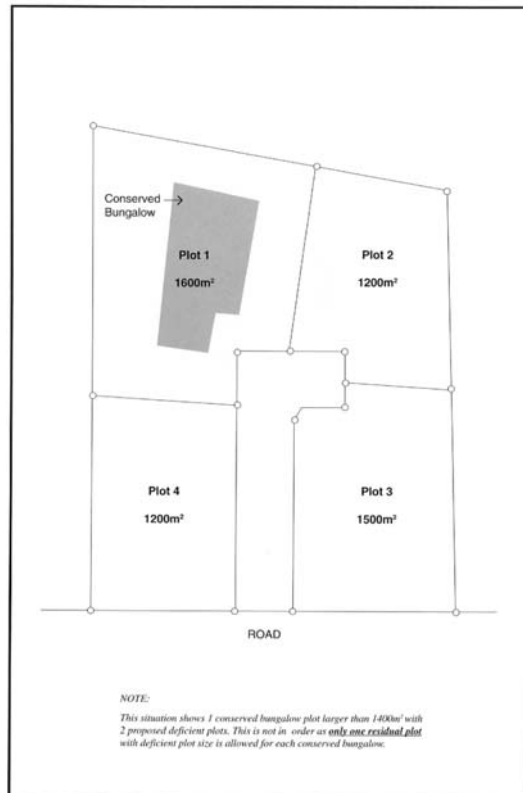 Conserved
Bungalow
Plot 1
1600m²
Plot 2
1200m²
Plot 4
1200m²
Plot 3
1500m²
ROAD
NOTE:
This situation shows 1 conserved bungalow plot larger than 1400m² with
2 proposed deficient plots. This is not in order as only one residual plot
with deficient plot size is allowed for each conserved bungalow.